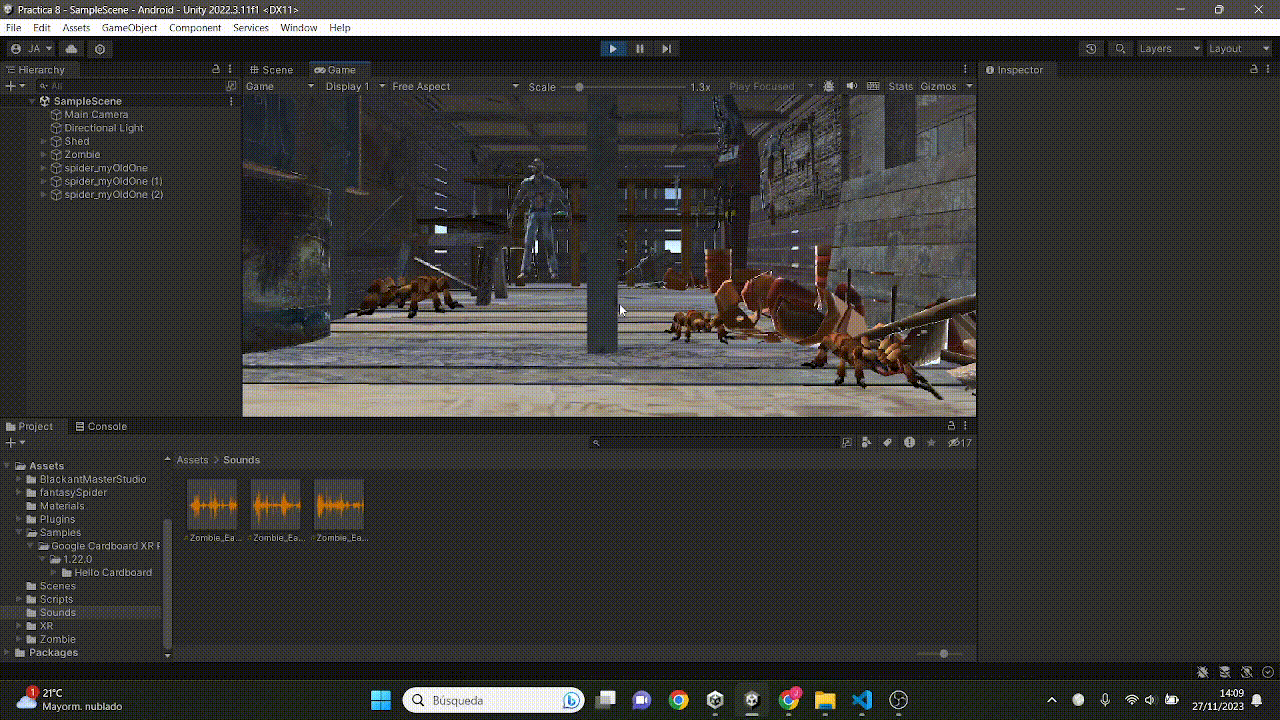 Practica 8 - SampleScene - Android - Unity 2022.3.11f1 <DX11>
File Edit Assets GameObject Component Services Window Help
JA Layers Layout
Hierarchy Scene Game Inspector
All Game Display 1 Free Aspect Scale 1.3x Play Focused Stats Gizmos
SampleScene
Main Camera
Directional Light
Shed
Zombie
spider_myOldOne
spider_myOldOne (1)
spider_myOldOne (2)
Project Console
17
Assets
BlackantMasterStudio
fantasySpider
Materials
Plugins
Samples
Google Cardboard XR F
1.22.0
Hello Cardboard
Scenes
Scripts
Sounds
XR
Zombie
Packages
Assets > Sounds
Zombie_Ea... Zombie_Ea... Zombie_Ea...
1 21°C
Mayorm. nublado
Búsqueda
14:09
27/11/2023